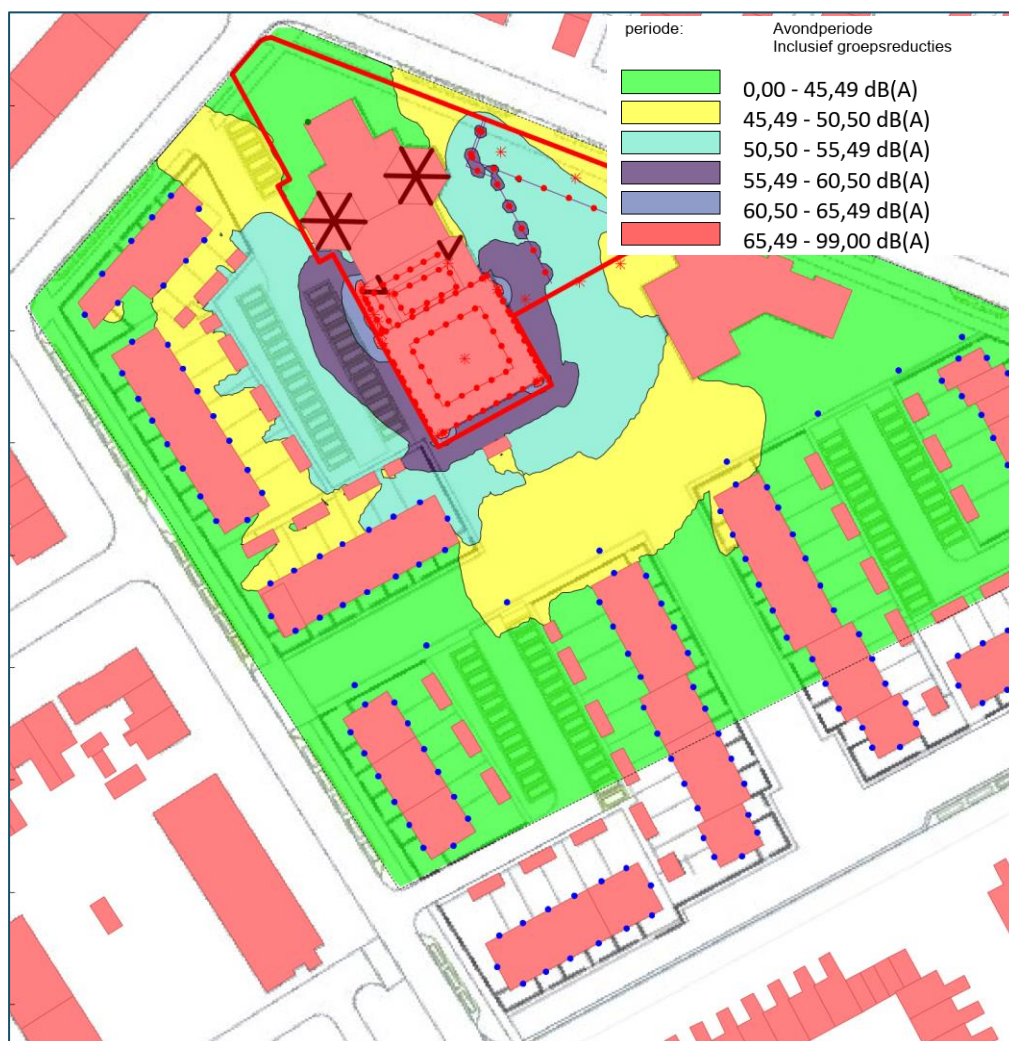 periode: Avondperiode
Inclusief groepsreducties
0,00 - 45,49 dB(A)
45,49 - 50,50 dB(A)
50,50 - 55,49 dB(A)
55,49 - 60,50 dB(A)
60,50 - 65,49 dB(A)
65,49 - 99,00 dB(A)